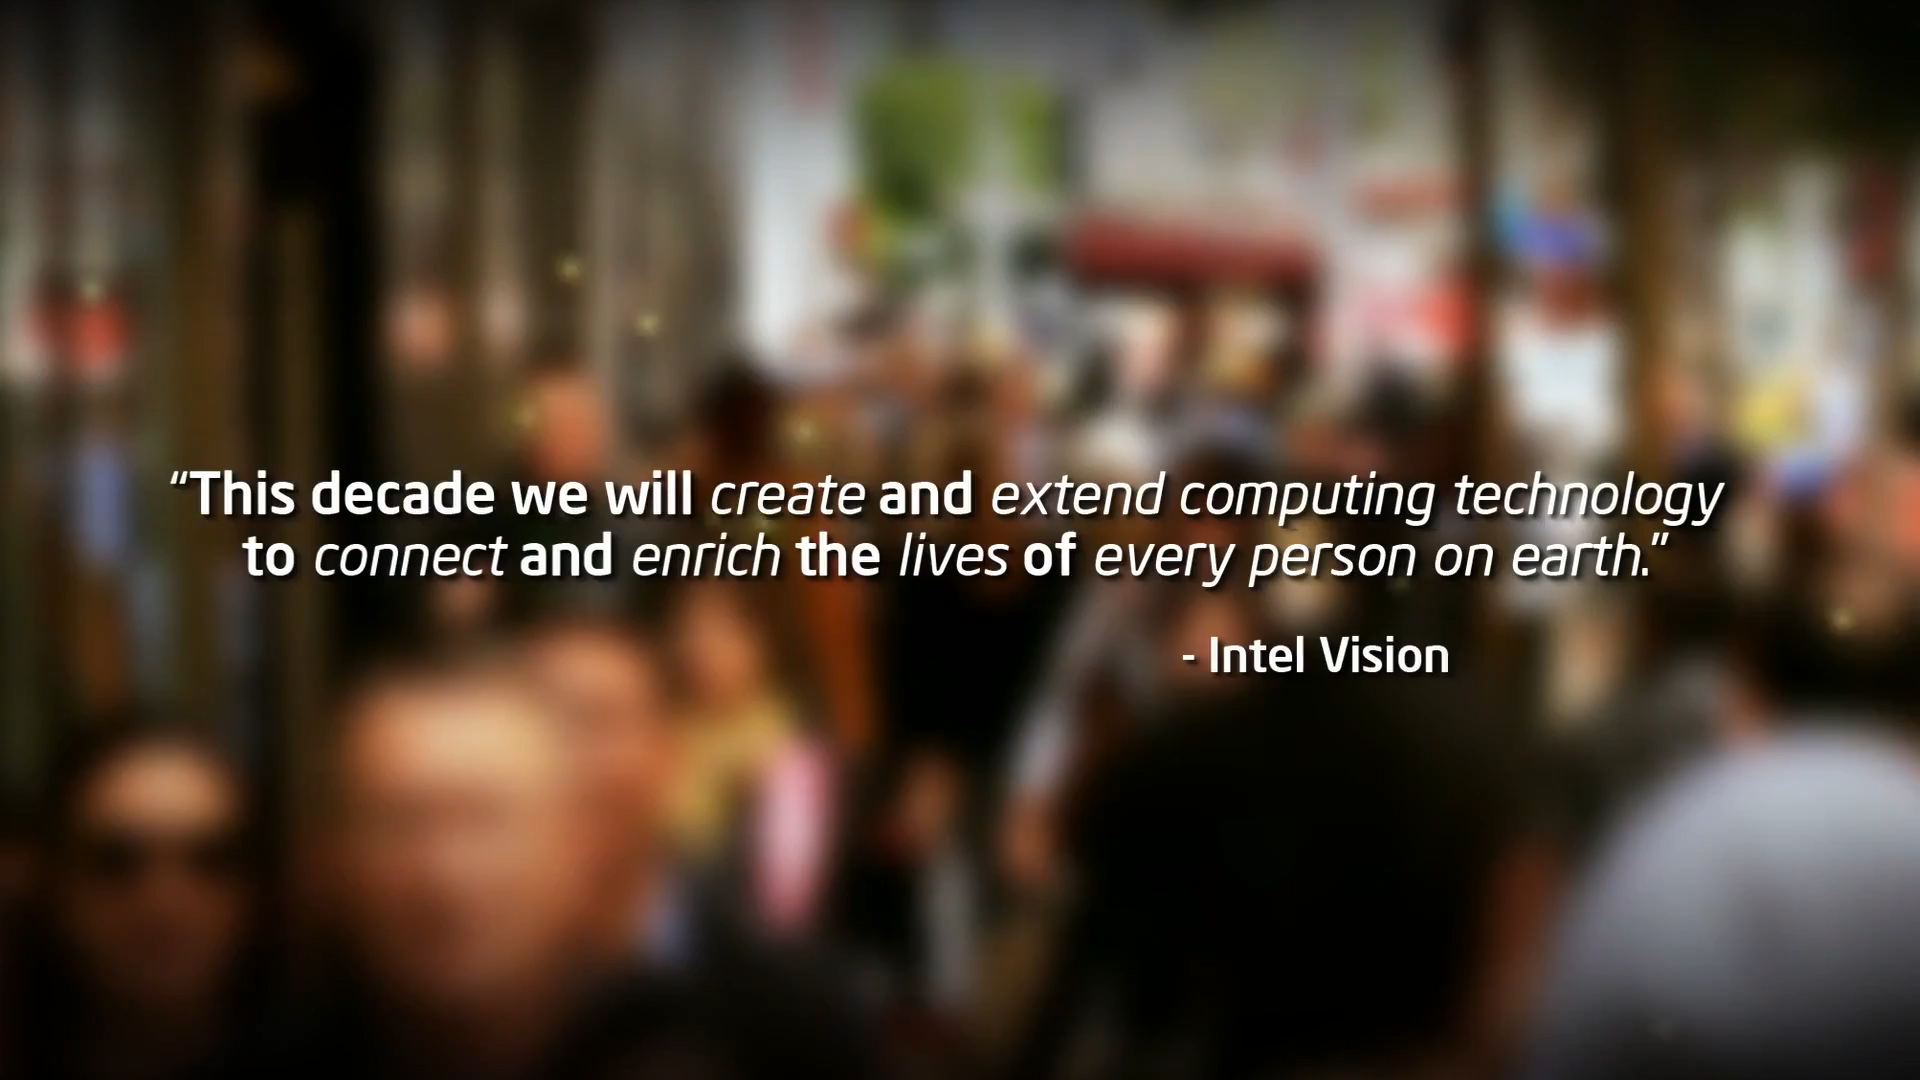 “This decade we will create and extend computing technology
to connect and enrich the lives of every person on earth.”
- Intel Vision